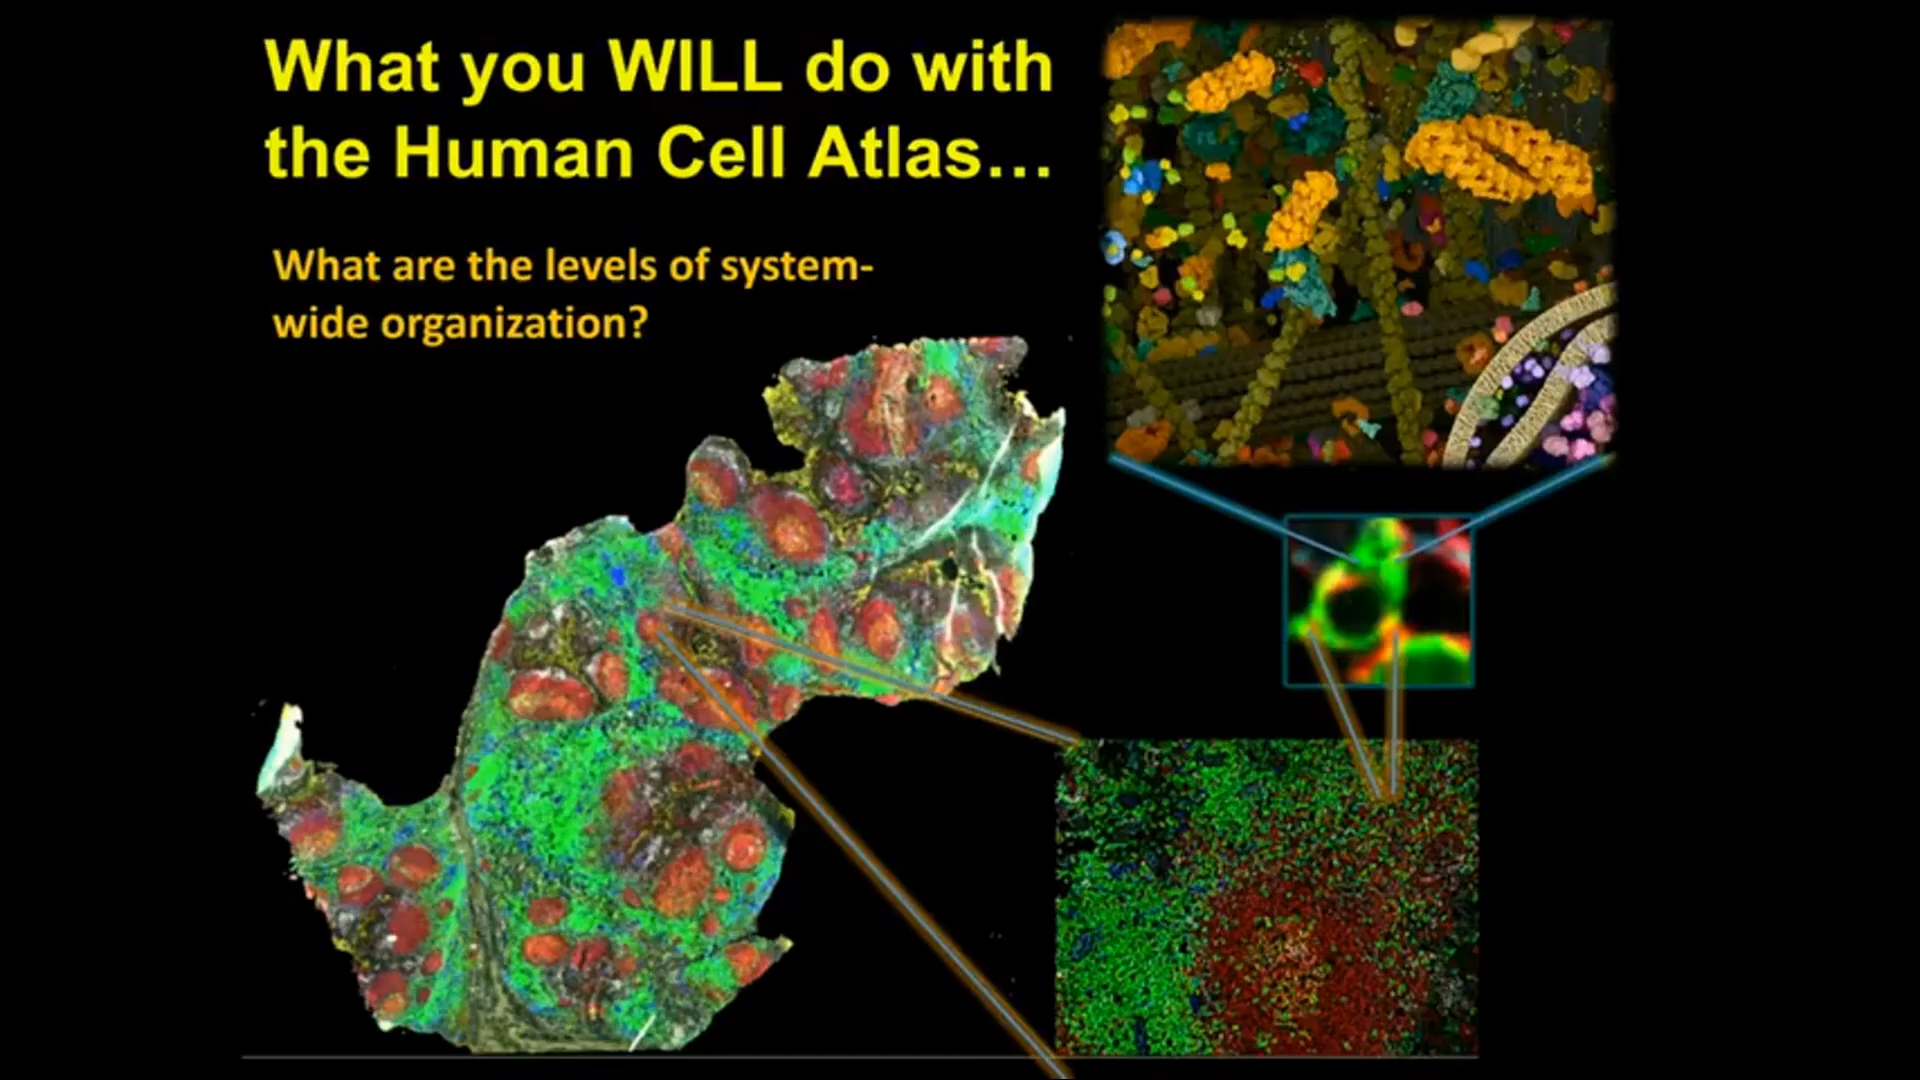 What you WILL do with
the Human Cell Atlas…
What are the levels of system-
wide organization?